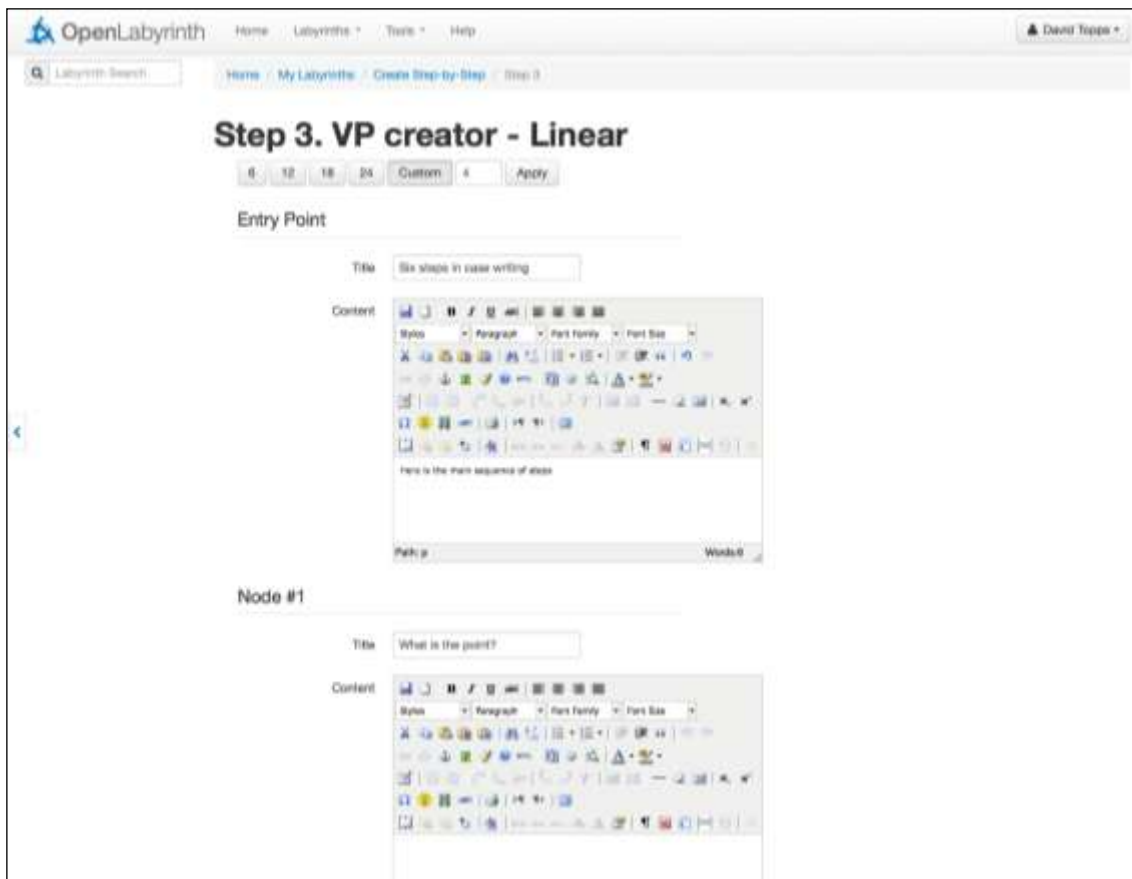 OpenLabyrinth Home Labyrinths Tools Help David Topps
Labyrinth Search Home / My Labyrinths / Create Step-by-Step / Step 3
Step 3. VP creator - Linear
6 12 18 24 Custom 4 Apply
Entry Point
Title Six steps in case writing
Content B I U ABC
Styles Paragraph Font Family Font Size
Here is the main sequence of steps
Path: p Words:6
Node #1
Title What is the point?
Content B I U ABC
Styles Paragraph Font Family Font Size